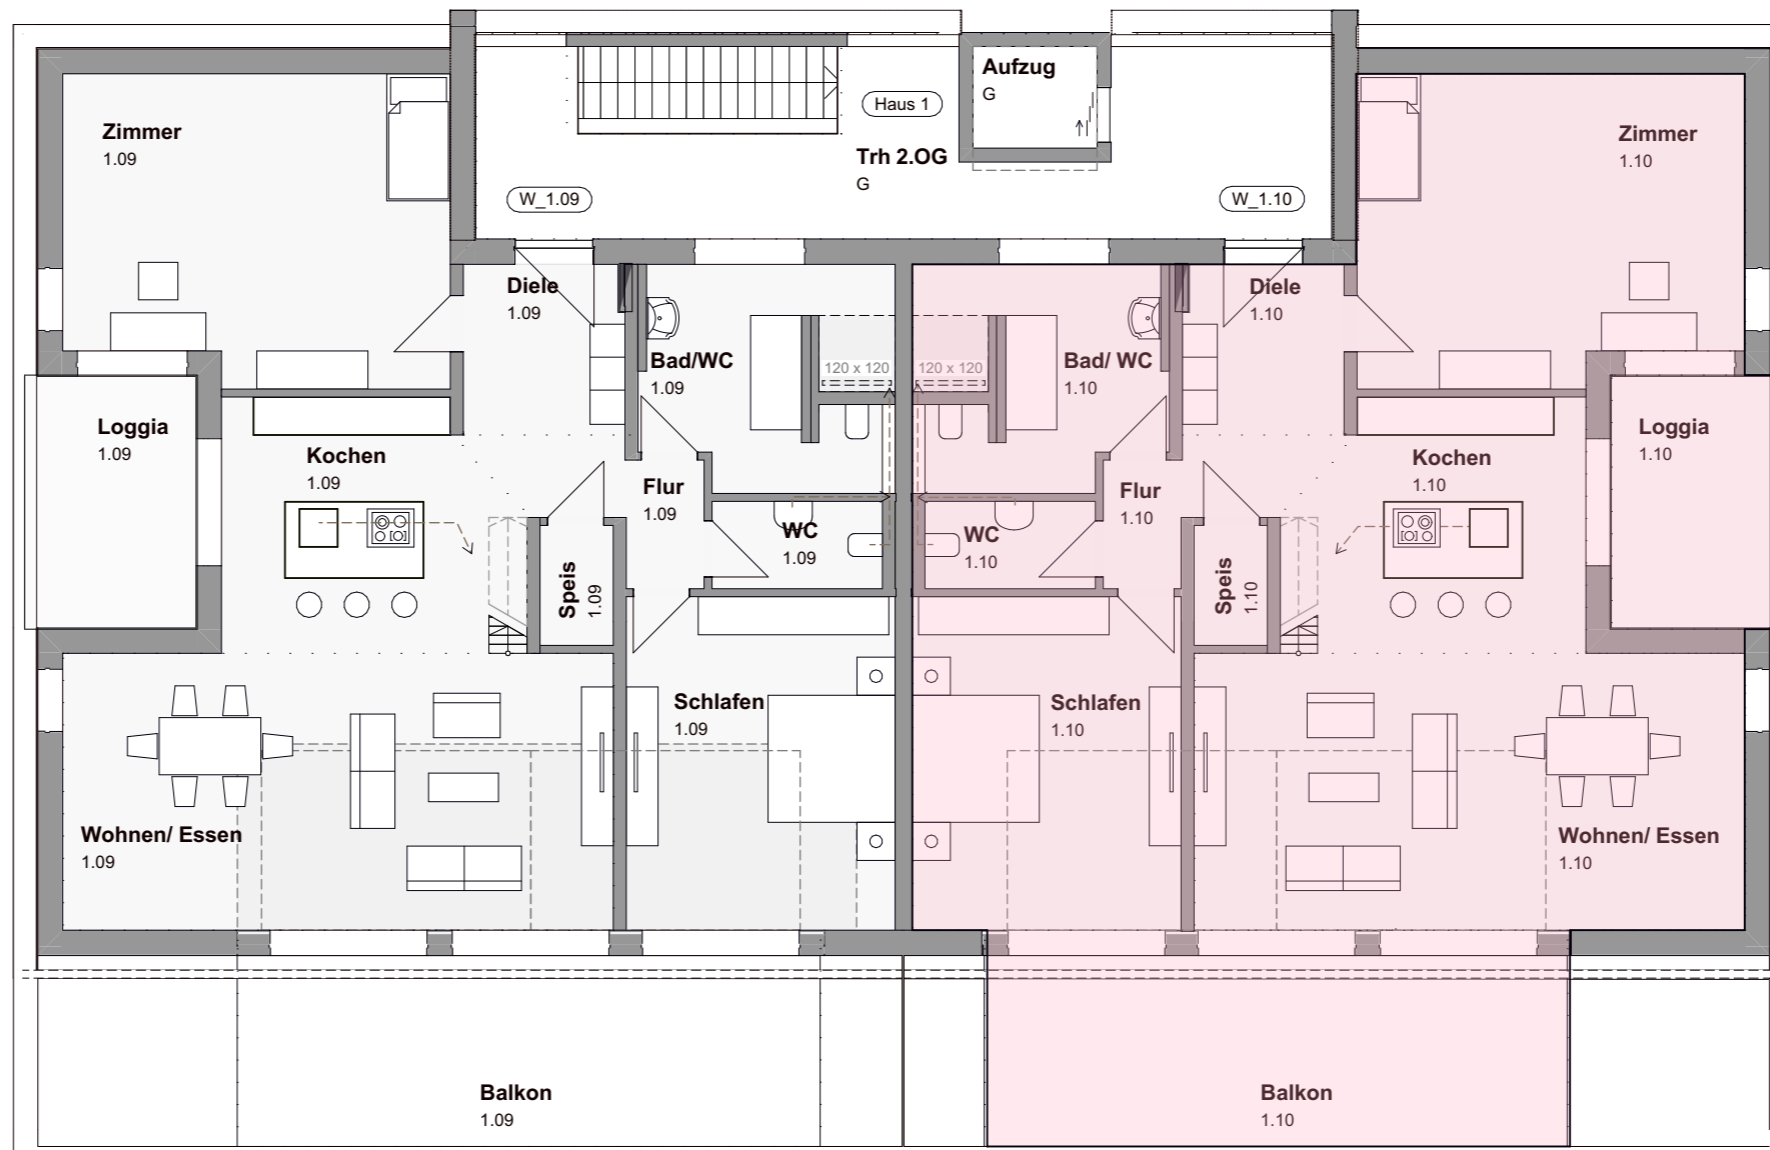 Aufzug
G
Haus 1
Zimmer
1.09
Zimmer
1.10
Trh 2.OG
G
W_1.09
W_1.10
Diele
1.09
Diele
1.10
Bad/WC
1.09
120 x 120
120 x 120
Bad/ WC
1.10
Loggia
1.09
Loggia
1.10
Kochen
1.09
Kochen
1.10
Flur
1.09
Flur
1.10
WC
1.09
WC
1.10
Speis
1.09
Speis
1.10
Schlafen
1.09
Schlafen
1.10
Wohnen/ Essen
1.09
Wohnen/ Essen
1.10
Balkon
1.09
Balkon
1.10